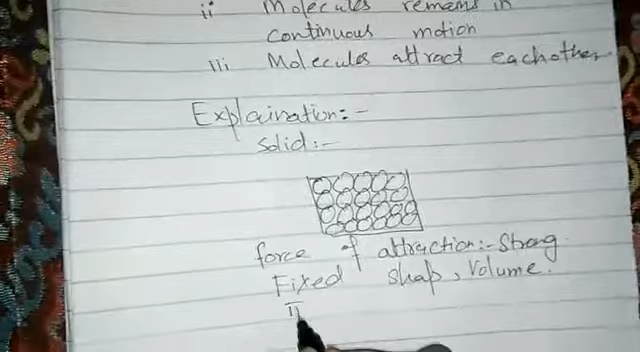 ii Molecules remains in
continuous motion
iii Molecules attract eachother
Explaination:-
Solid:-
force of attraction:- Strong
Fixed shap, Volume.